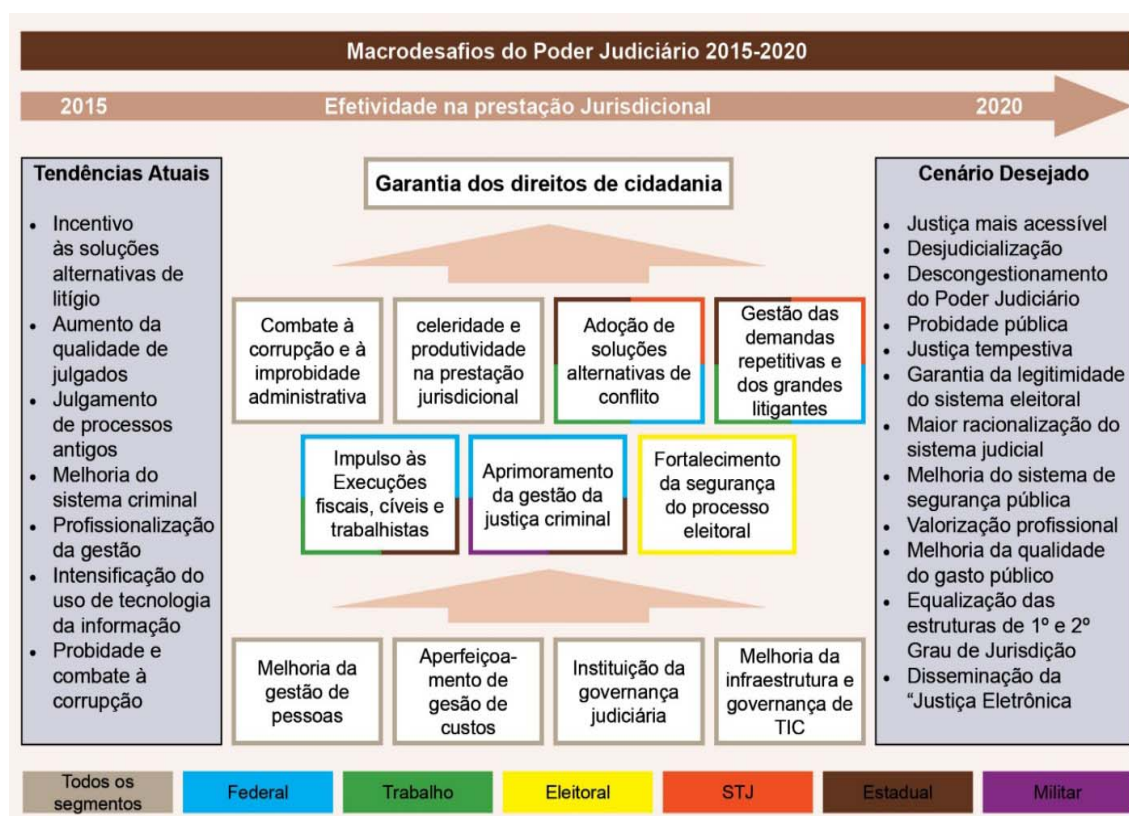 Macrodesafios do Poder Judiciário 2015-2020
2015
Efetividade na prestação Jurisdicional
2020
Tendências Atuais
• Incentivo
às soluções
alternativas de
litígio
• Aumento da
qualidade de
julgados
• Julgamento
de processos
antigos
• Melhoria do
sistema criminal
• Profissionalização
da gestão
• Intensificação do
uso de tecnologia
da informação
• Probidade e
combate à
corrupção
Garantia dos direitos de cidadania
Combate à
corrupção e à
improbidade
administrativa
celeridade e
produtividade
na prestação
jurisdicional
Adoção de
soluções
alternativas de
conflito
Gestão das
demandas
repetitivas e
dos grandes
litigantes
Impulso às
Execuções
fiscais, cíveis e
trabalhistas
Aprimoramento
da gestão da
justiça criminal
Fortalecimento
da segurança
do processo
eleitoral
Melhoria da
gestão de
pessoas
Aperfeiçoa-
mento de
gesão de
custos
Instituição da
governança
judiciária
Melhoria da
infraestrutura e
governança de
TIC
Cenário Desejado
• Justiça mais acessível
• Desjudicialização
• Descongestionamento
do Poder Judiciário
• Probidade pública
• Justiça tempestiva
• Garantia da legitimidade
do sistema eleitoral
• Maior racionalização do
sistema judicial
• Melhoria do sistema de
segurança pública
• Valorização profissional
• Melhoria da qualidade
do gasto público
• Equalização das
estruturas de 1º e 2º
Grau de Jurisdição
• Disseminação da
“Justiça Eletrônica
Todos os
segmentos
Federal
Trabalho
Eleitoral
STJ
Estadual
Militar